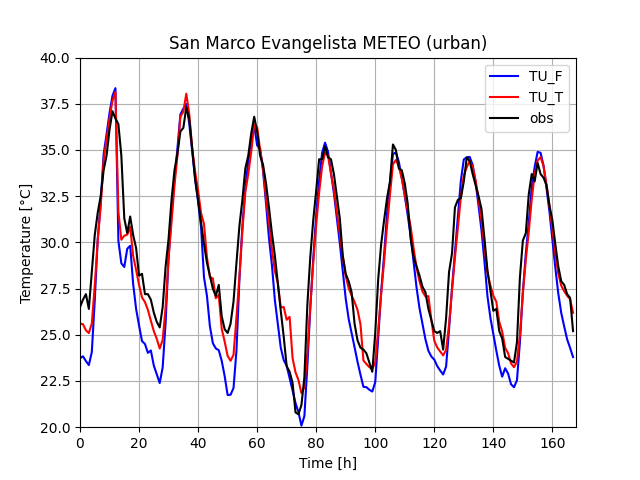 San Marco Evangelista METEO (urban)
TU_F
TU_T
obs
Temperature [°C]
40.0
37.5
35.0
32.5
30.0
27.5
25.0
22.5
20.0
0 20 40 60 80 100 120 140 160
Time [h]